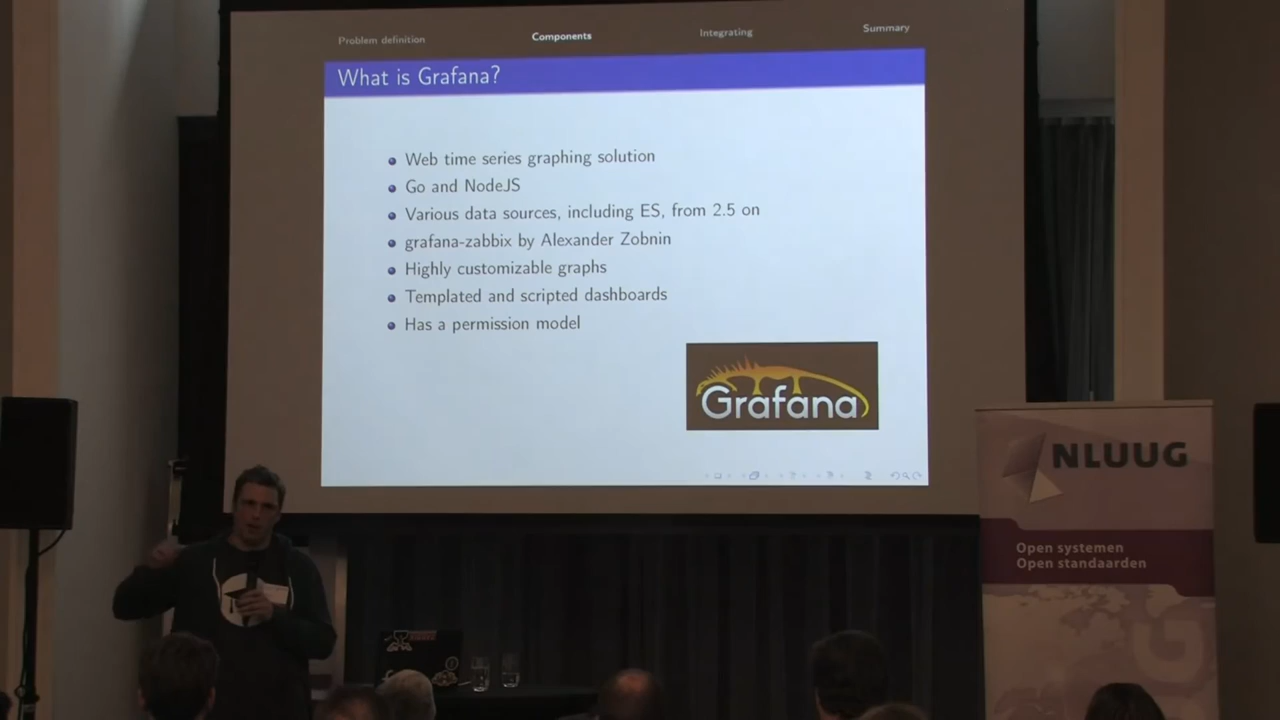 Problem definition
Components
Integrating
Summary
What is Grafana?
Web time series graphing solution
Go and NodeJS
Various data sources, including ES, from 2.5 on
grafana-zabbix by Alexander Zobnin
Highly customizable graphs
Templated and scripted dashboards
Has a permission model
Grafana
NLUUG
Open systemen
Open standaarden